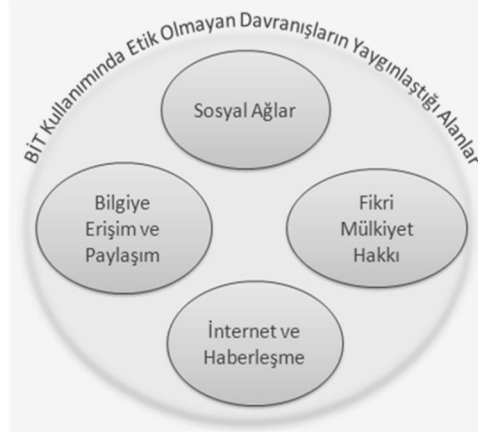 BİT Kullanımında Etik Olmayan Davranışların Yaygınlaştığı Alanlar
Sosyal Ağlar
Bilgiye
Erişim ve
Paylaşım
Fikri
Mülkiyet
Hakkı
İnternet ve
Haberleşme